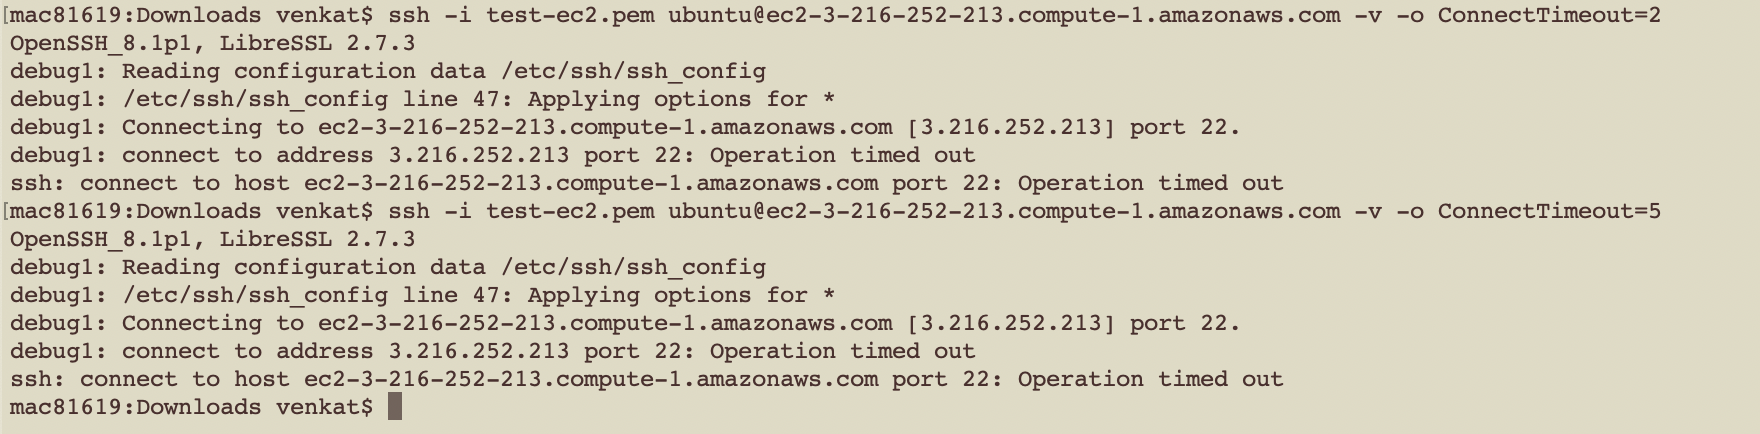 [mac81619:Downloads venkat$ ssh -i test-ec2.pem ubuntu@ec2-3-216-252-213.compute-1.amazonaws.com -v -o ConnectTimeout=2
OpenSSH_8.1p1, LibreSSL 2.7.3
debug1: Reading configuration data /etc/ssh/ssh_config
debug1: /etc/ssh/ssh_config line 47: Applying options for *
debug1: Connecting to ec2-3-216-252-213.compute-1.amazonaws.com [3.216.252.213] port 22.
debug1: connect to address 3.216.252.213 port 22: Operation timed out
ssh: connect to host ec2-3-216-252-213.compute-1.amazonaws.com port 22: Operation timed out
[mac81619:Downloads venkat$ ssh -i test-ec2.pem ubuntu@ec2-3-216-252-213.compute-1.amazonaws.com -v -o ConnectTimeout=5
OpenSSH_8.1p1, LibreSSL 2.7.3
debug1: Reading configuration data /etc/ssh/ssh_config
debug1: /etc/ssh/ssh_config line 47: Applying options for *
debug1: Connecting to ec2-3-216-252-213.compute-1.amazonaws.com [3.216.252.213] port 22.
debug1: connect to address 3.216.252.213 port 22: Operation timed out
ssh: connect to host ec2-3-216-252-213.compute-1.amazonaws.com port 22: Operation timed out
mac81619:Downloads venkat$